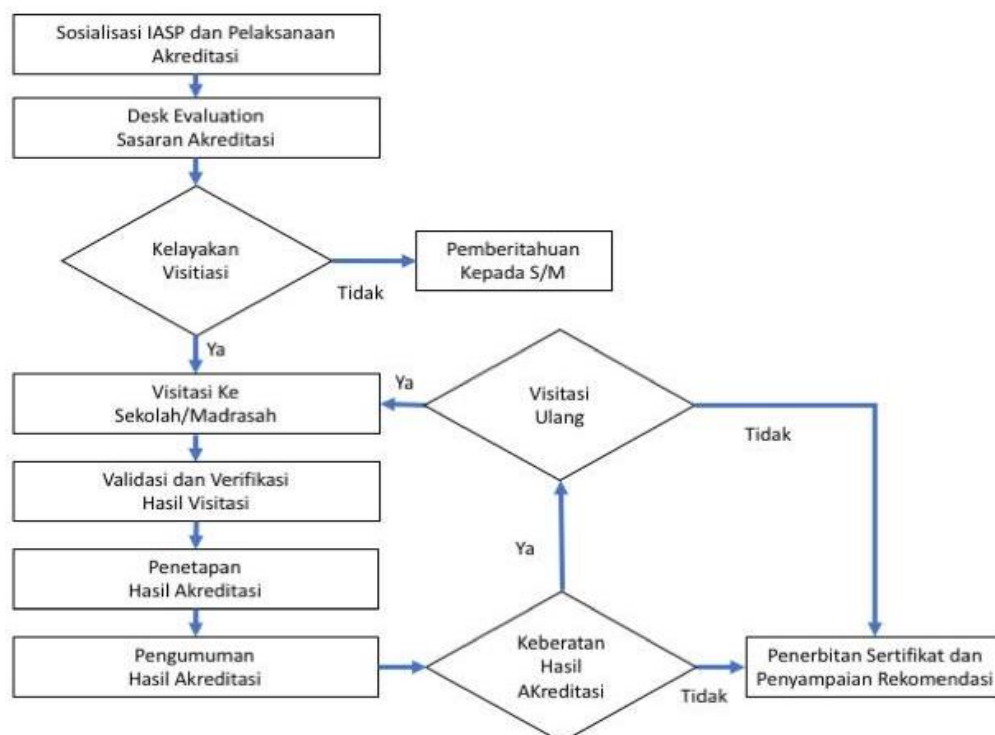 Sosialisasi IASP dan Pelaksanaan
Akreditasi
Desk Evaluation
Sasaran Akreditasi
Kelayakan
Visitiasi
Tidak
Pemberitahuan
Kepada S/M
Ya
Visitasi Ke
Sekolah/Madrasah
Ya
Visitasi
Ulang
Tidak
Validasi dan Verifikasi
Hasil Visitasi
Ya
Penetapan
Hasil Akreditasi
Pengumuman
Hasil Akreditasi
Keberatan
Hasil
AKreditasi
Tidak
Penerbitan Sertifikat dan
Penyampaian Rekomendasi